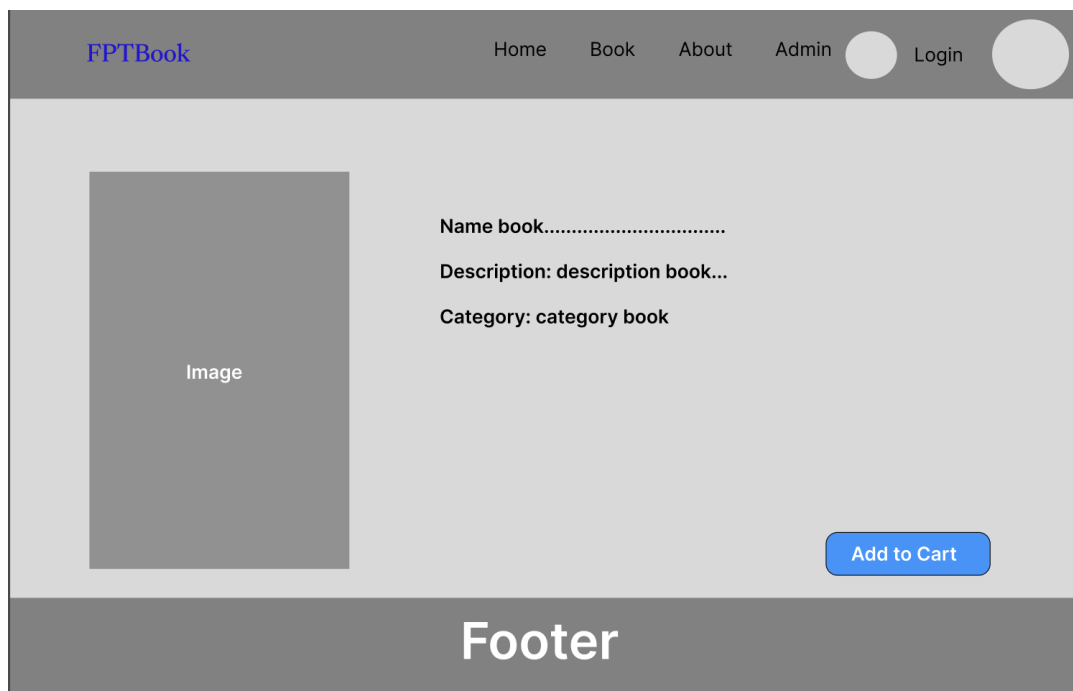 FPTBook
Home Book About Admin Login
Name book.................................
Description: description book...
Category: category book
Image
Add to Cart
Footer